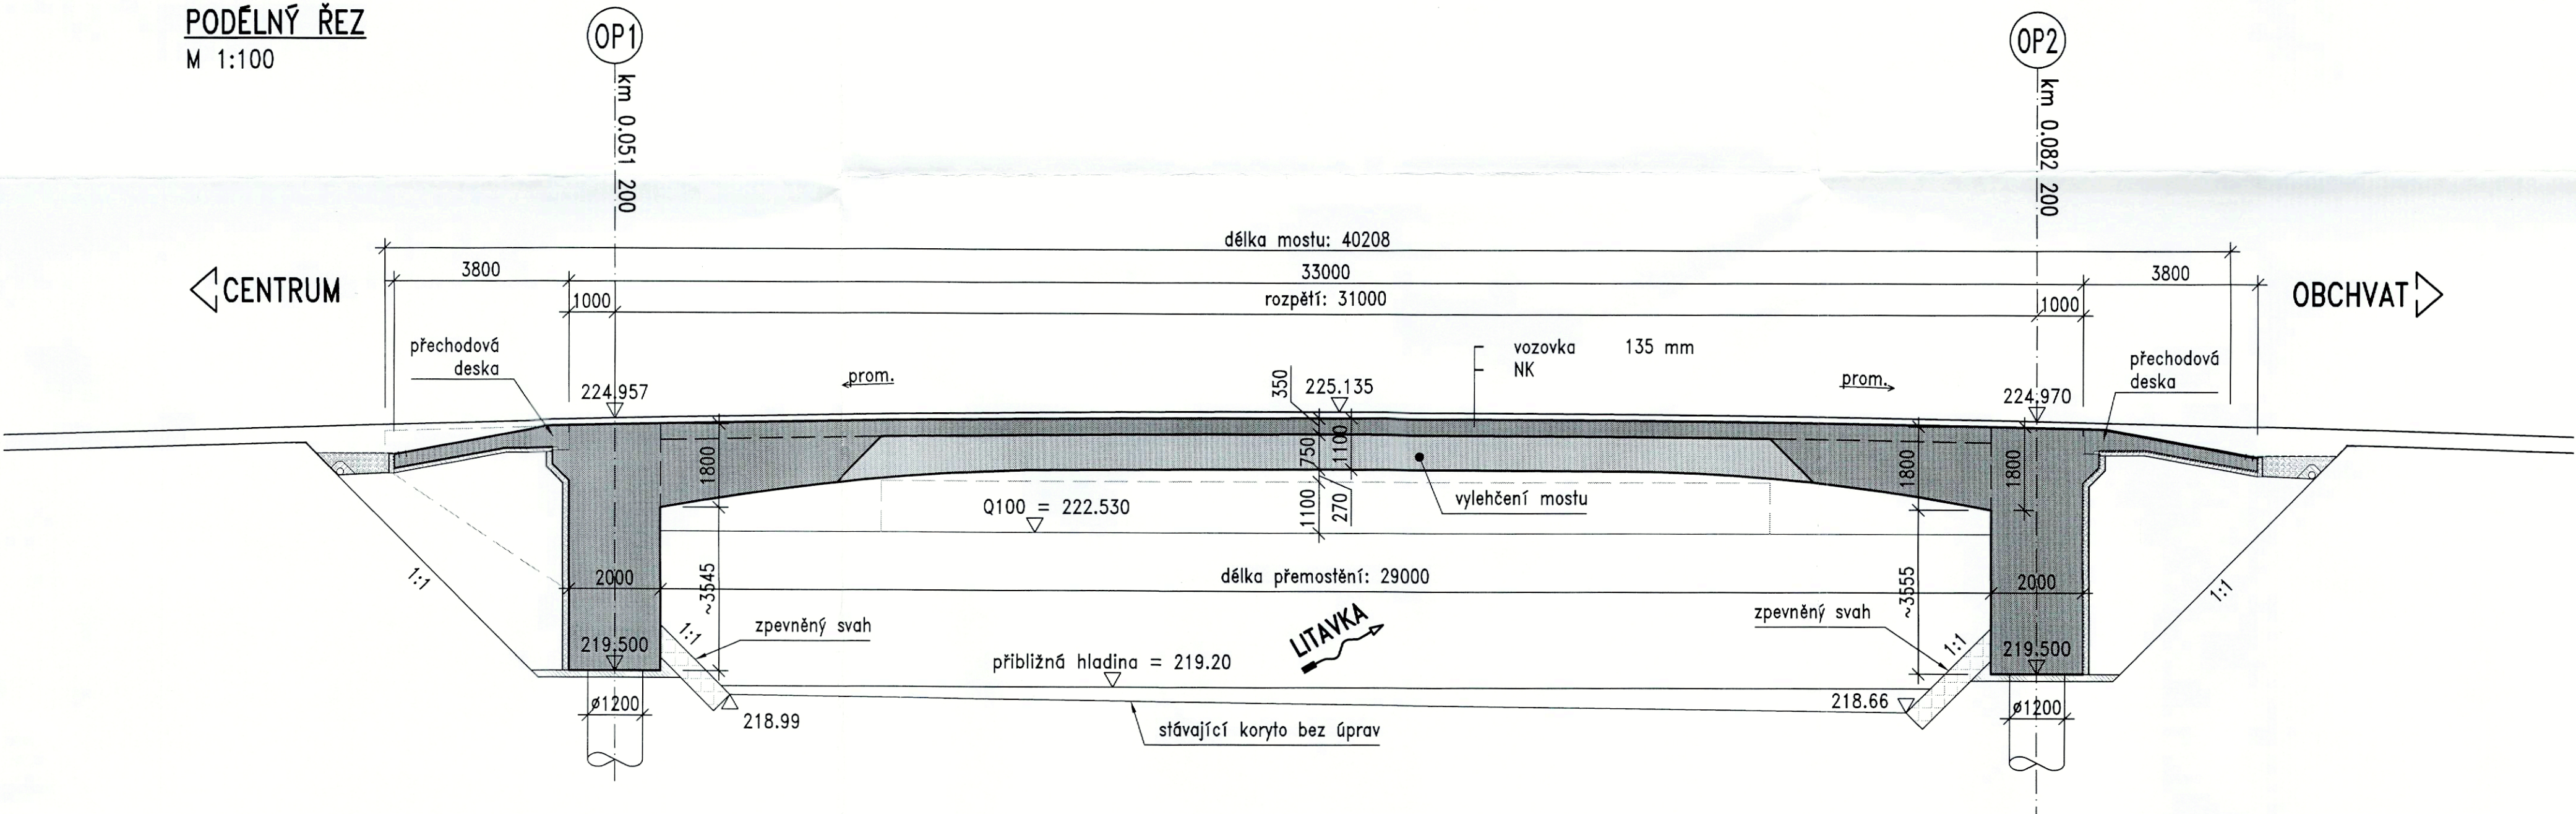 PODÉLNÝ ŘEZ
M 1:100
OP1
km 0.051 200
OP2
km 0.082 200
délka mostu: 40208
3800
33000
3800
1000
rozpětí: 31000
1000
CENTRUM
OBCHVAT
přechodová
deska
224.957
prom.
350
225.135
vozovka 135 mm
NK
prom.
224.970
přechodová
deska
1800
750
1100
1800
1800
Q100 = 222.530
1100
270
vylehčení mostu
1:1
2000
~3545
délka přemostění: 29000
~3555
2000
1:1
219.500
1:1
zpevněný svah
LITAVKA
zpevněný svah
1:1
219.500
přibližná hladina = 219.20
ø1200
218.99
stávající koryto bez úprav
218.66
ø1200